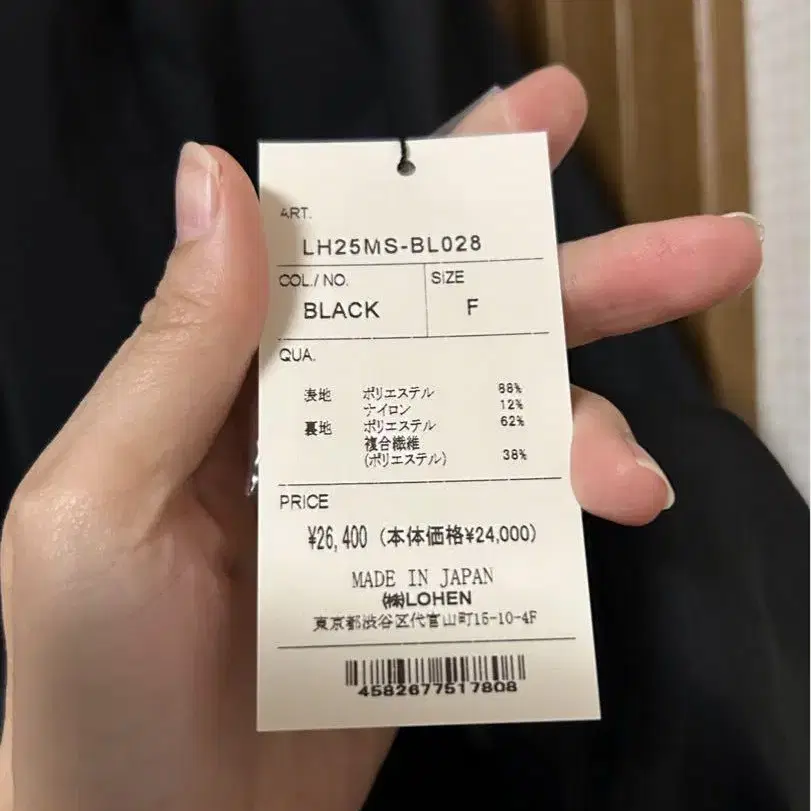 ART.
LH25MS-BL028
COL./NO. SIZE
BLACK F
QUA.
表地 ポリエステル 88%
ナイロン 12%
裏地 ポリエステル 62%
複合繊維
(ポリエステル) 38%
PRICE
¥26,400 (本体価格¥24,000)
MADE IN JAPAN
㈱LOHEN
東京都渋谷区代官山町15-10-4F
4582677517808